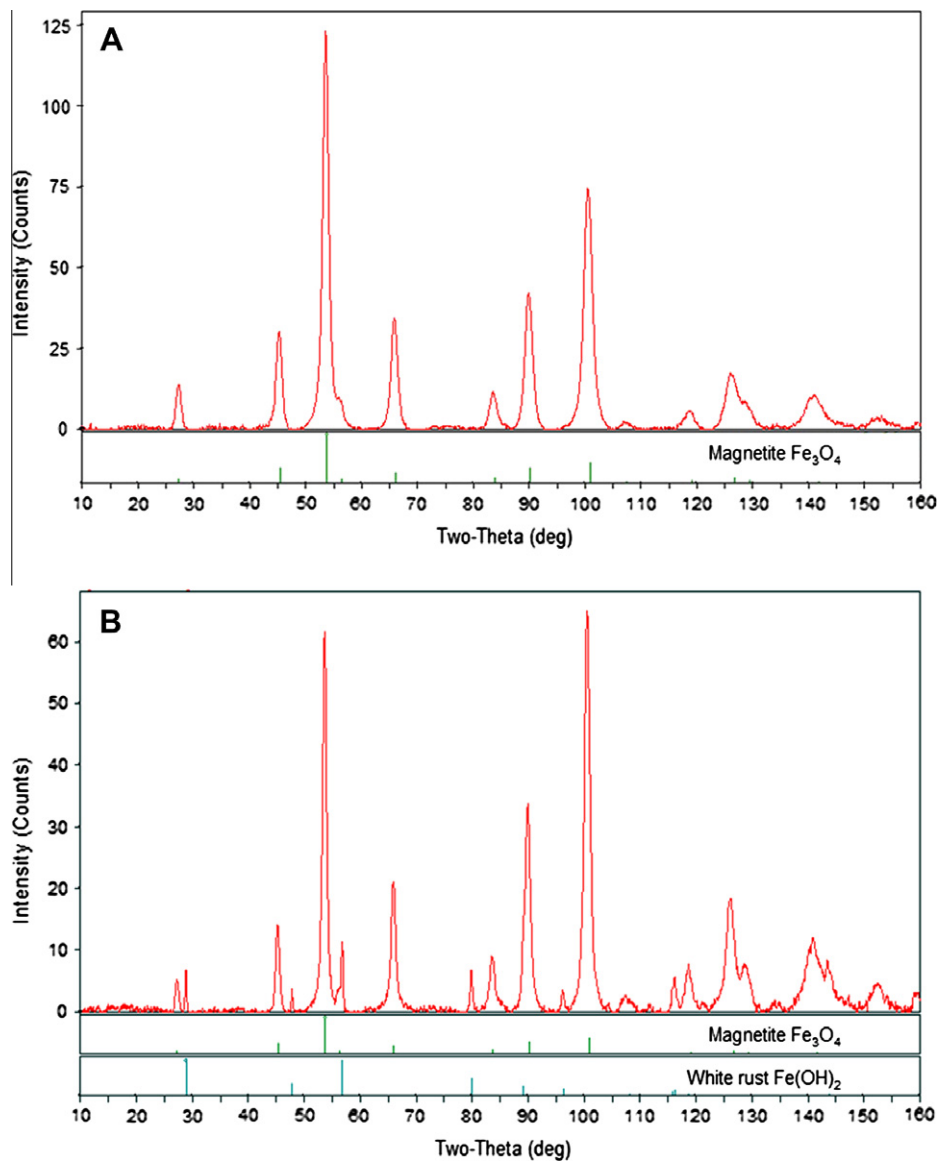 A
Intensity (Counts)
125
100
75
50
25
0
Magnetite Fe₃O₄
10 20 30 40 50 60 70 80 90 100 110 120 130 140 150 160
Two-Theta (deg)
B
Intensity (Counts)
60
50
40
30
20
10
0
Magnetite Fe₃O₄
White rust Fe(OH)₂
10 20 30 40 50 60 70 80 90 100 110 120 130 140 150 160
Two-Theta (deg)